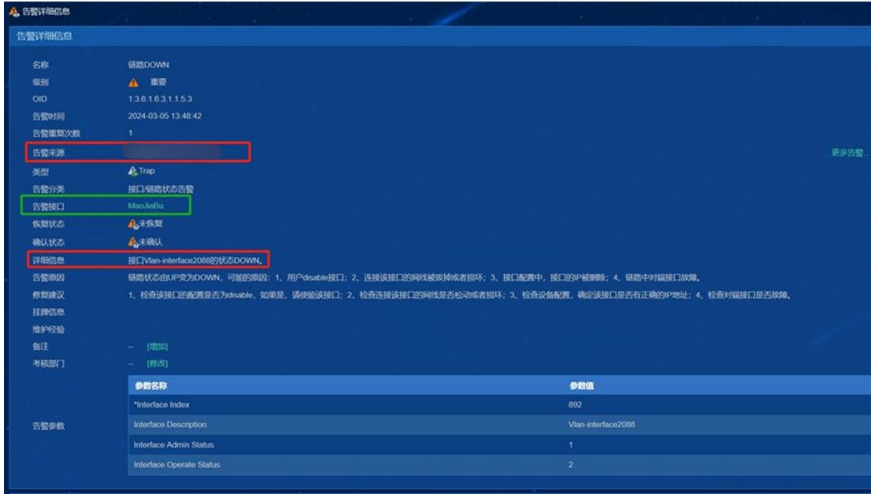 告警详细信息
告警详细信息
名称 链路DOWN
级别 重要
OID 1.3.6.1.6.3.1.1.5.3
告警时间 2024-03-05 13:48:42
告警重复次数 1
告警来源
更多告警...
类型 Trap
告警分类 接口/链路状态告警
告警接口 MaoJiaBu
恢复状态 未恢复
确认状态 未确认
详细信息 接口Vlan-interface2088的状态DOWN。
告警原因 链路状态由UP变为DOWN，可能的原因：1、用户disable接口；2、连接该接口的网线被拔掉或者损坏；3、接口配置中，接口的IP被删除；4、链路中对端接口故障。
修复建议 1、检查该接口的配置是否为disable，如果是，请使能该接口；2、检查连接该接口的网线是否松动或者损坏；3、检查设备配置，确定该接口是否有正确的IP地址；4、检查对端接口是否故障。
挂牌信息
维护经验
备注 -- [增加]
考核部门 -- [修改]
参数名称 参数值
*Interface Index 892
告警参数
Interface Description Vlan-interface2088
Interface Admin Status 1
Interface Operate Status 2